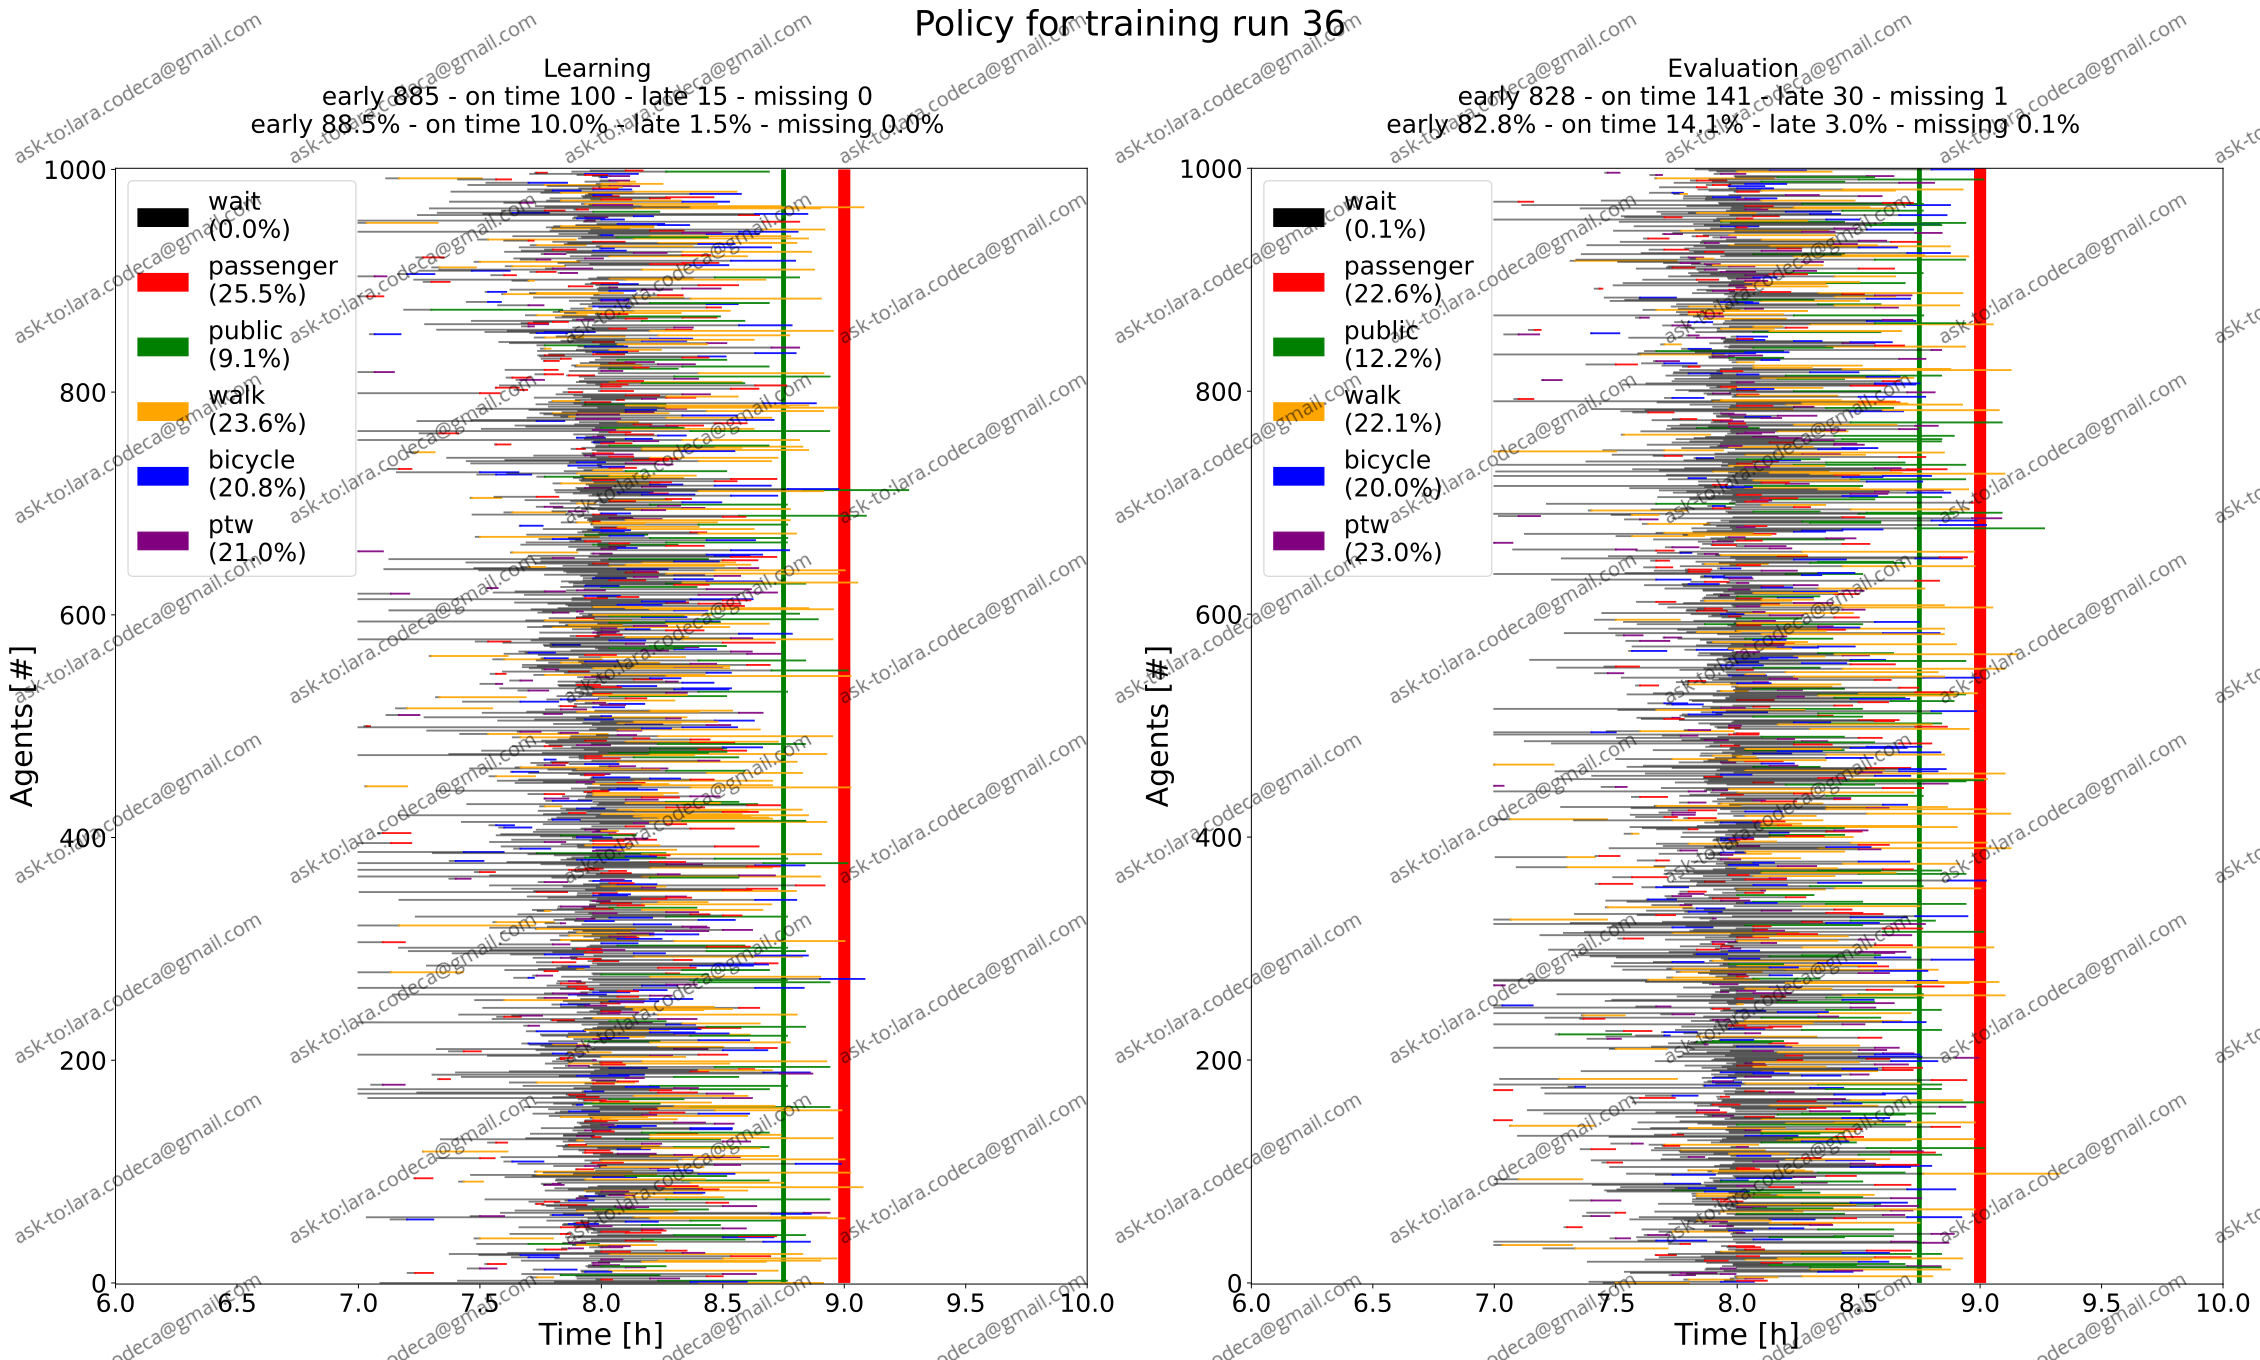 Policy for training run 36
Learning
early 885 - on time 100 - late 15 - missing 0
early 88.5% - on time 10.0% - late 1.5% - missing 0.0%
1000
800
600
400
200
0
Agents [#]
wait
(0.0%)
passenger
(25.5%)
public
(9.1%)
walk
(23.6%)
bicycle
(20.8%)
ptw
(21.0%)
6.0 6.5 7.0 7.5 8.0 8.5 9.0 9.5 10.0
Time [h]
Evaluation
early 828 - on time 141 - late 30 - missing 1
early 82.8% - on time 14.1% - late 3.0% - missing 0.1%
1000
800
600
400
200
0
Agents [#]
wait
(0.1%)
passenger
(22.6%)
public
(12.2%)
walk
(22.1%)
bicycle
(20.0%)
ptw
(23.0%)
6.0 6.5 7.0 7.5 8.0 8.5 9.0 9.5 10.0
Time [h]
ask-to:lara.codeca@gmail.com